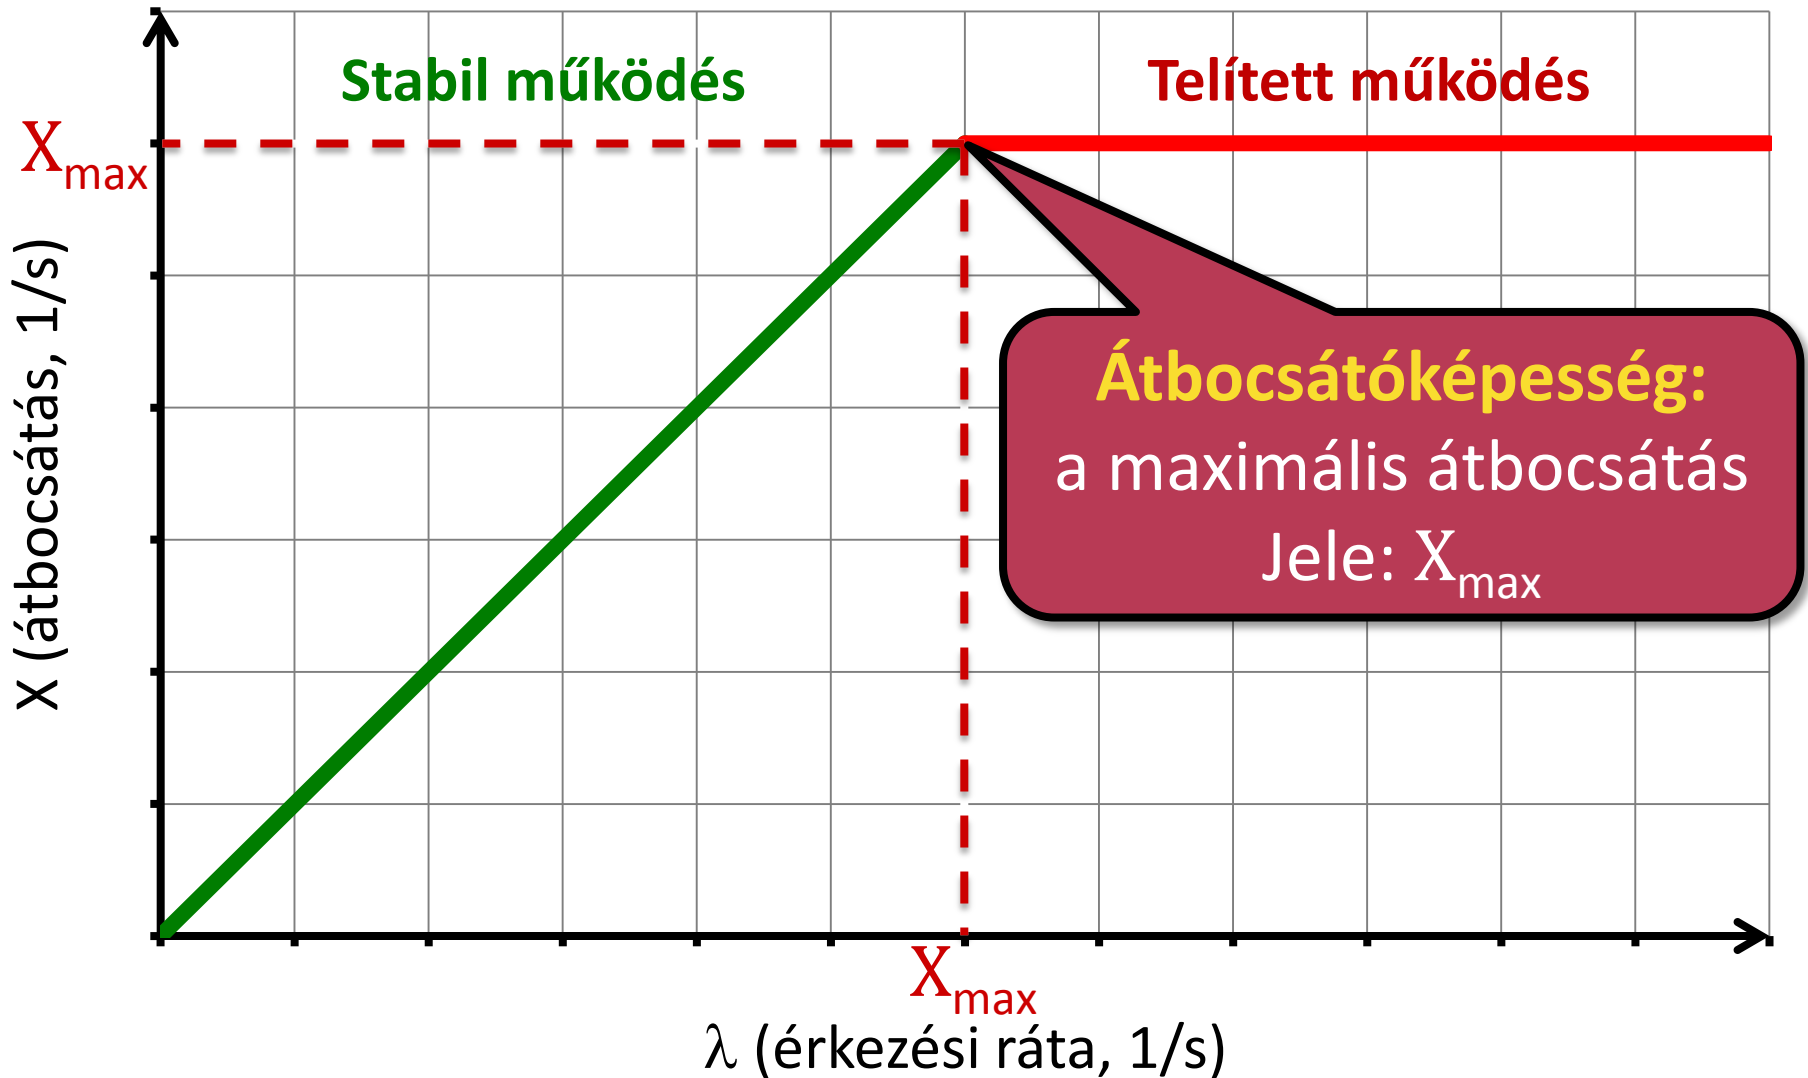 Stabil működés
Telített működés
Xmax
X (átbocsátás, 1/s)
Átbocsátóképesség:
a maximális átbocsátás
Jele: Xmax
Xmax
λ (érkezési ráta, 1/s)